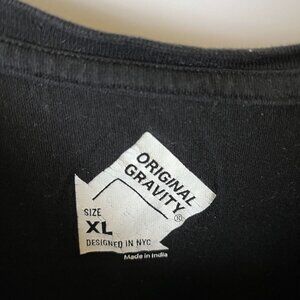 ORIGINAL
GRAVITY®
SIZE
XL
DESIGNED IN NYC
Made in India